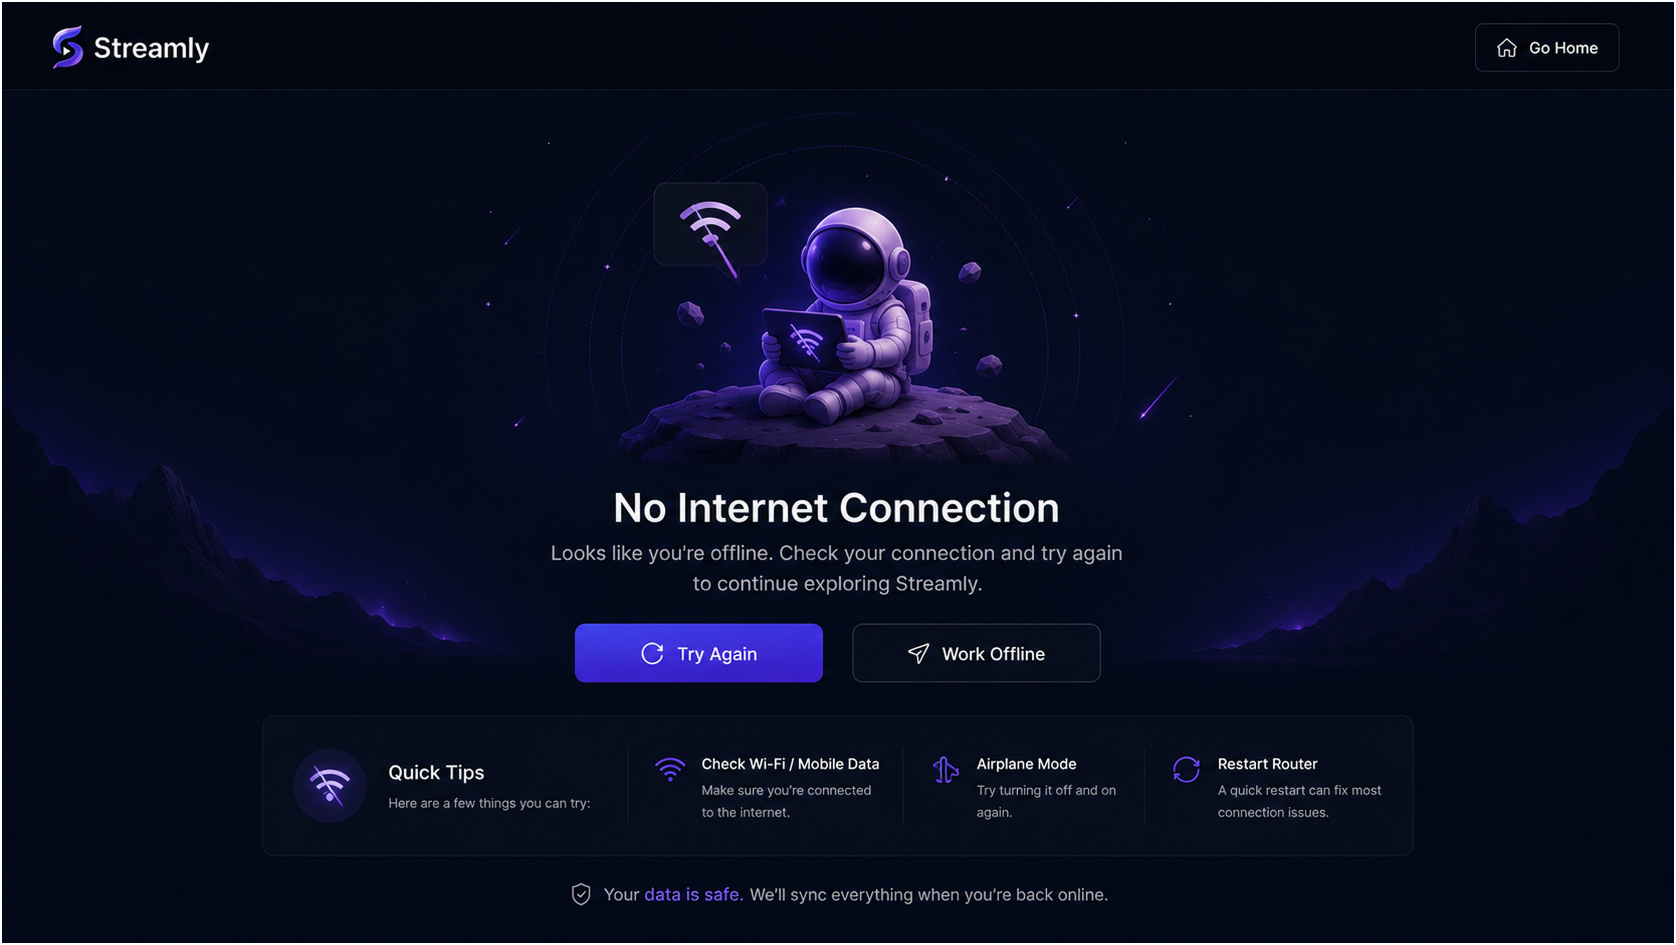 Streamly
Go Home
No Internet Connection
Looks like you're offline. Check your connection and try again
to continue exploring Streamly.
Try Again
Work Offline
Quick Tips
Here are a few things you can try:
Check Wi-Fi / Mobile Data
Make sure you're connected
to the internet.
Airplane Mode
Try turning it off and on
again.
Restart Router
A quick restart can fix most
connection issues.
Your data is safe. We'll sync everything when you're back online.